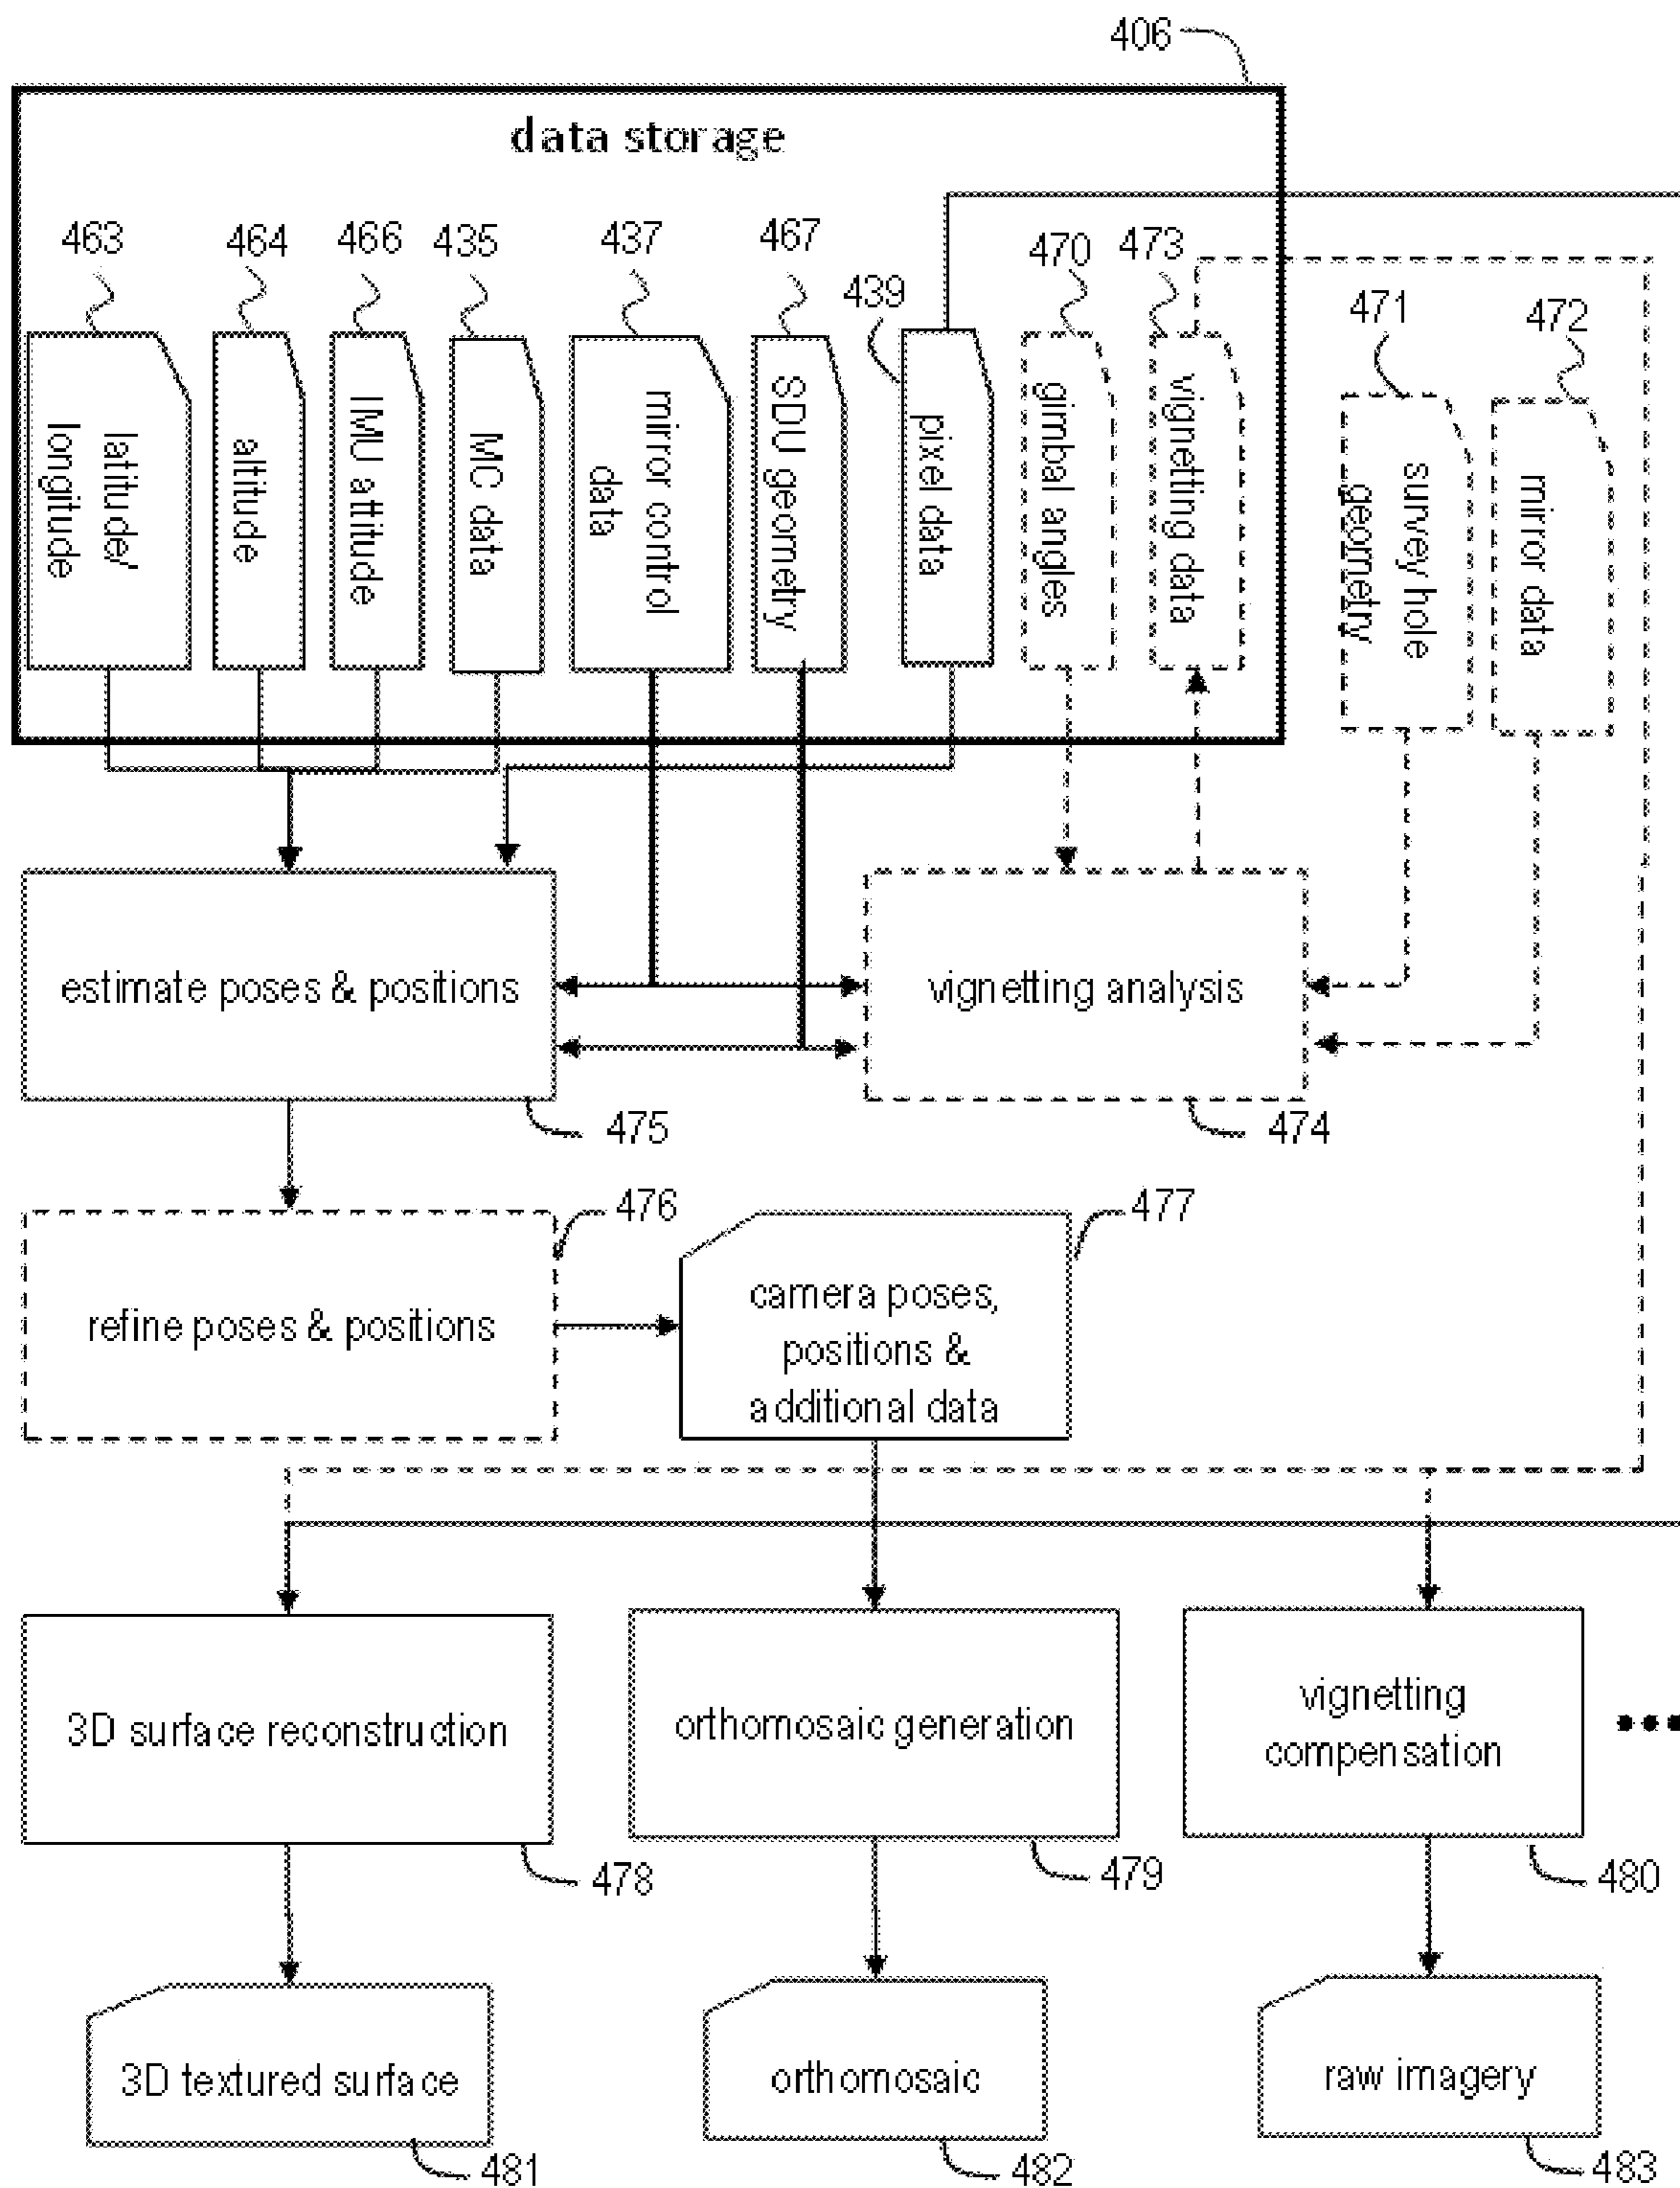 406
data storage
463
464
466
435
437
467
439
470
473
471
472
latitude/
longitude
altitude
IMU attitude
MC data
mirror control
data
SDU geometry
pixel data
gimbal angles
vignetting data
survey hole
geometry
mirror data
estimate poses & positions
475
vignetting analysis
474
refine poses & positions
476
camera poses,
positions &
additional data
477
3D surface reconstruction
478
orthomosaic generation
479
vignetting
compensation
480
•••
3D textured surface
481
orthomosaic
482
raw imagery
483